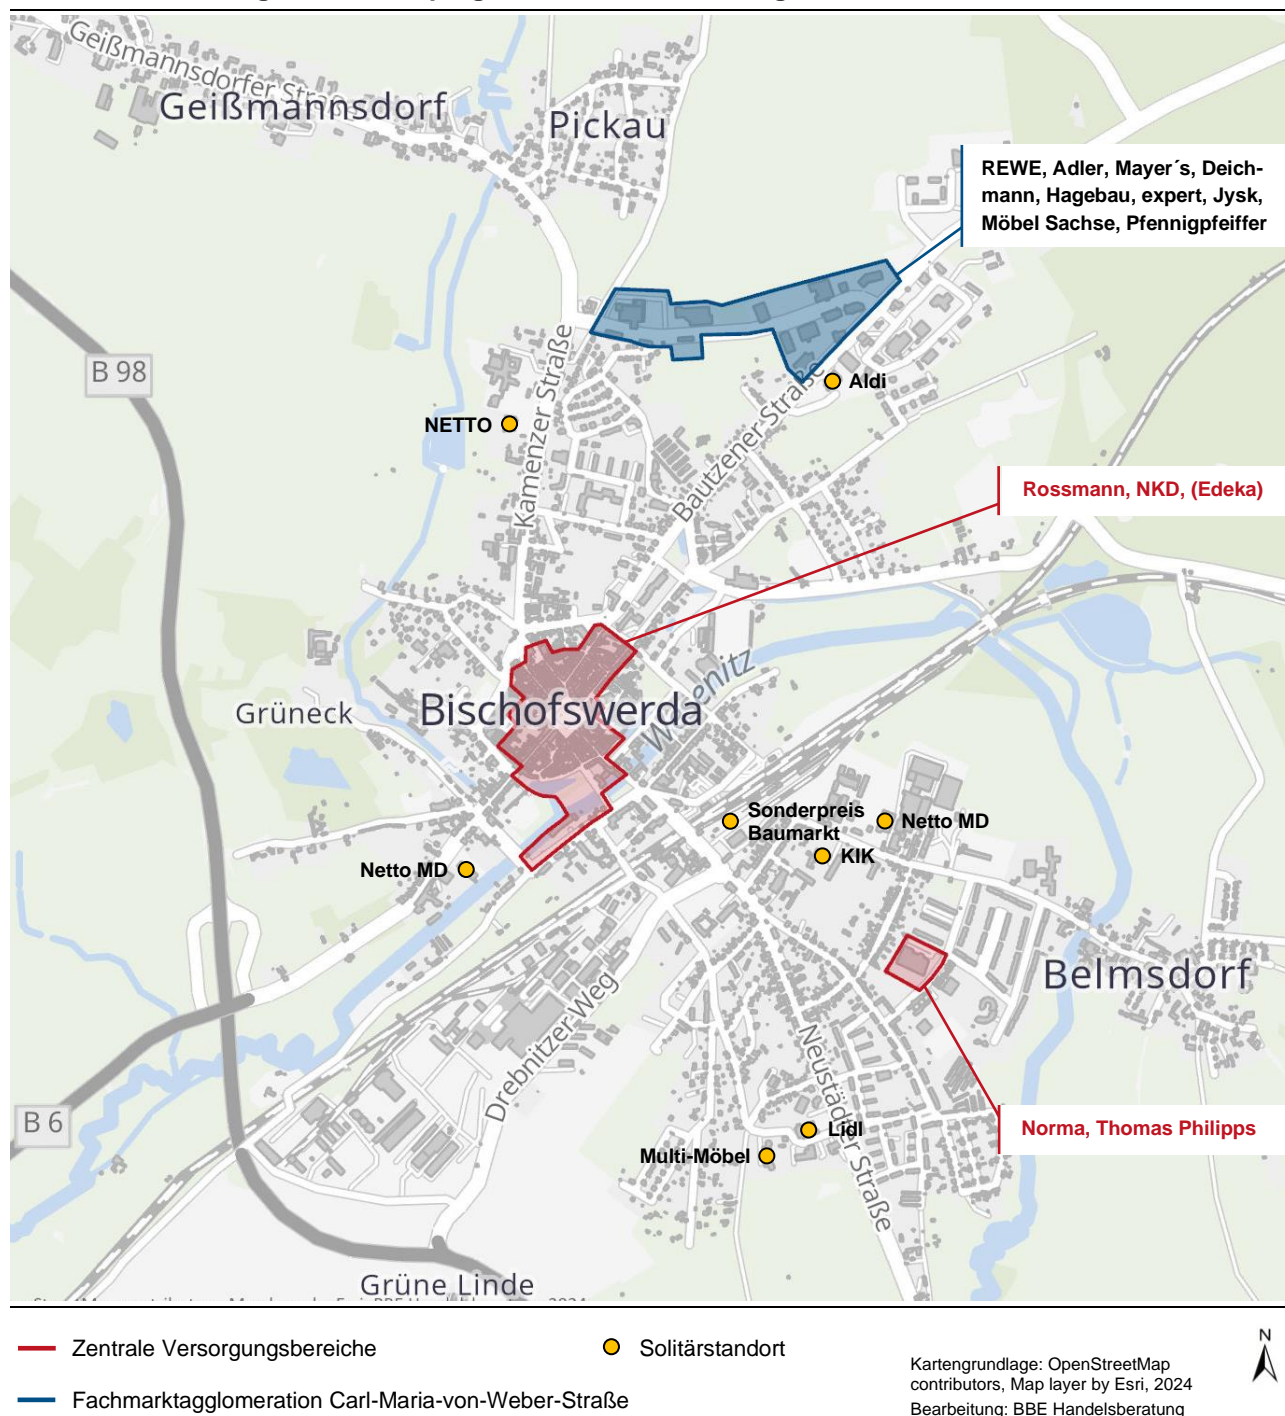 Geißmannsdorfer
Geißmannsdorf
Pickau
REWE, Adler, Mayer´s, Deich-
mann, Hagebau, expert, Jysk,
Möbel Sachse, Pfennigpfeiffer
B 98
Kamenzer Straße
Aldi
NETTO
Bautzener Straße
Rossmann, NKD, (Edeka)
Bischofswerda
Grüneck
Sonderpreis
Baumarkt
Netto MD
KIK
Netto MD
Belmsdorf
Drebnitzer Weg
Neustädter Straße
B 6
Lidl
Norma, Thomas Philipps
Multi-Möbel
Grüne Linde
Zentrale Versorgungsbereiche
Solitärstandort
Fachmarktagglomeration Carl-Maria-von-Weber-Straße
N
Kartengrundlage: OpenStreetMap
contributors, Map layer by Esri, 2024
Bearbeitung: BBE Handelsberatung